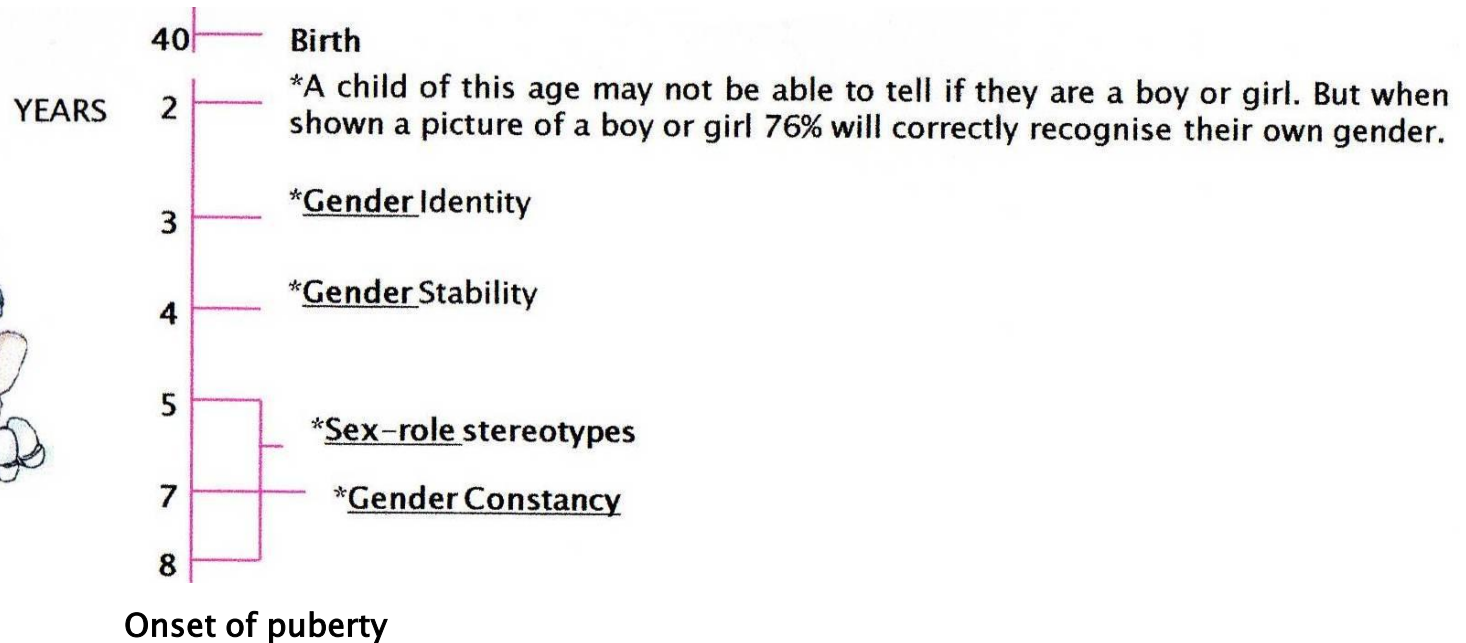 40 Birth
*A child of this age may not be able to tell if they are a boy or girl. But when
YEARS 2
shown a picture of a boy or girl 76% will correctly recognise their own gender.
*Gender Identity
3
*Gender Stability
4
5
*Sex-role stereotypes
7 *Gender Constancy
8
Onset of puberty